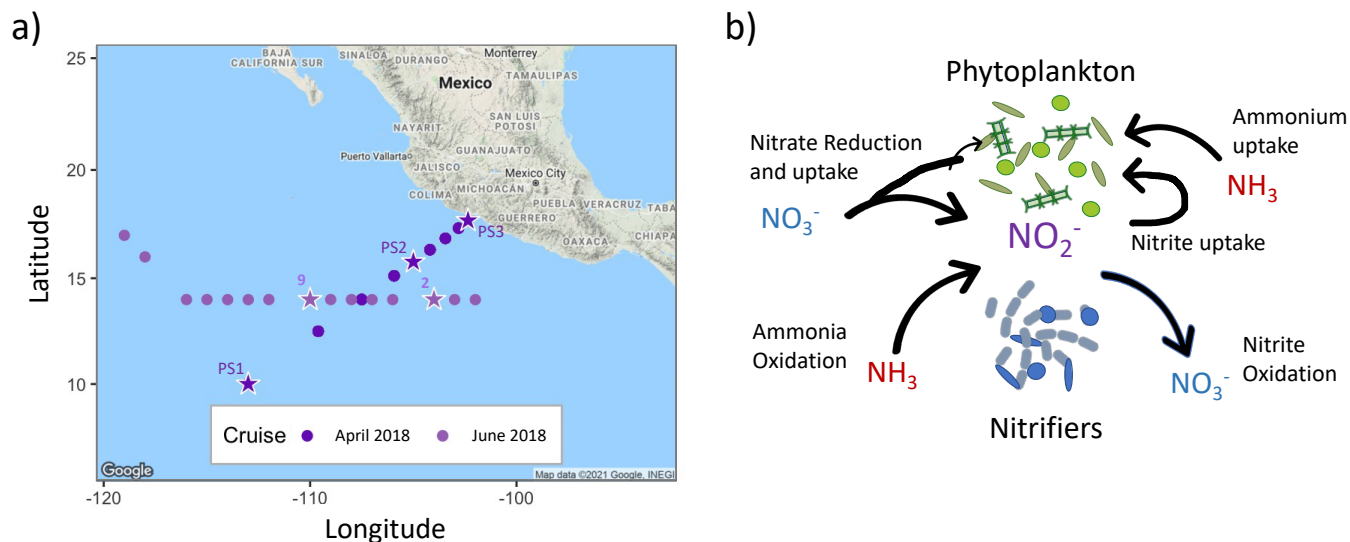 a)
25
20
15
10
Latitude
-120
-110
-100
Longitude
BAJA
CALIFORNIA SUR
SINALOA
DURANGO
Monterrey
Mexico
TAMAULIPAS
NAYARIT
SAN LUIS
POTOSI
Puerto Vallarta
GUANAJUATO
JALISCO
Mexico City
COLIMA
MICHOACÁN
PUEBLA
VERACRUZ
TABA
GUERRERO
OAXACA
CHIAPA
PS3
PS2
9
2
PS1
Cruise
April 2018
June 2018
Google
Map data ©2021 Google, INEGI
b)
Phytoplankton
Nitrate Reduction
and uptake
NO₃⁻
Ammonium
uptake
NH₃
NO₂⁻
Nitrite uptake
Ammonia
Oxidation
NH₃
Nitrite
Oxidation
NO₃⁻
Nitrifiers